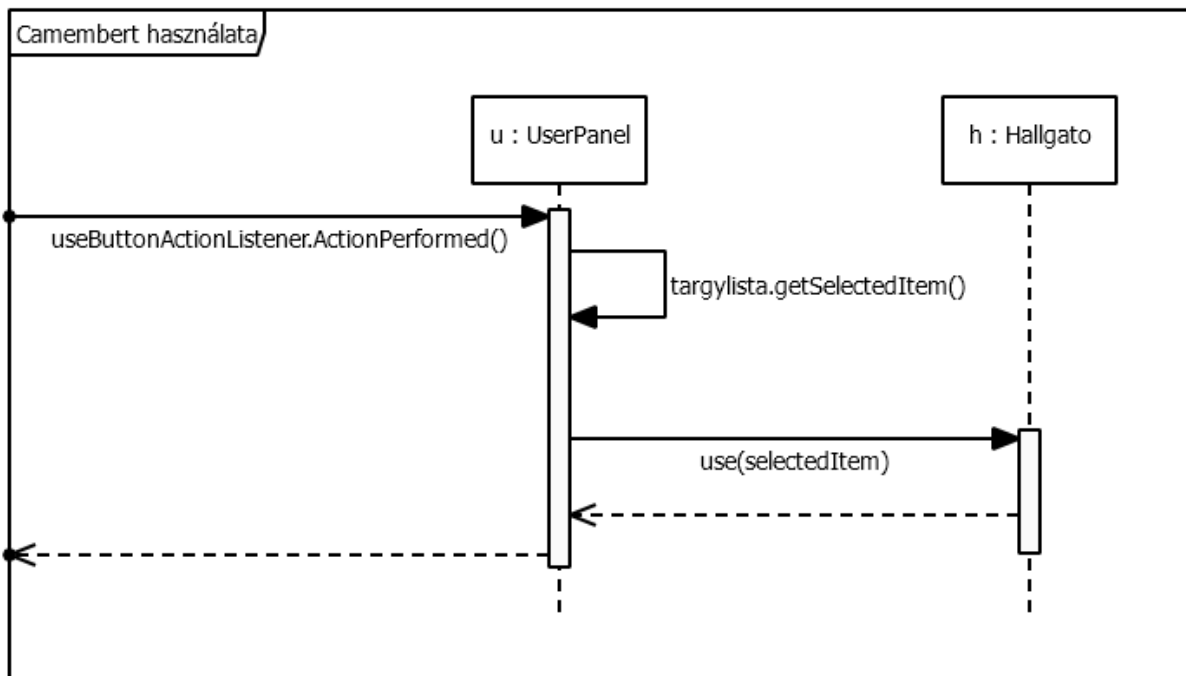 Camembert használata
u : UserPanel
h : Hallgato
useButtonActionListener.ActionPerformed()
targylista.getSelectedItem()
use(selectedItem)